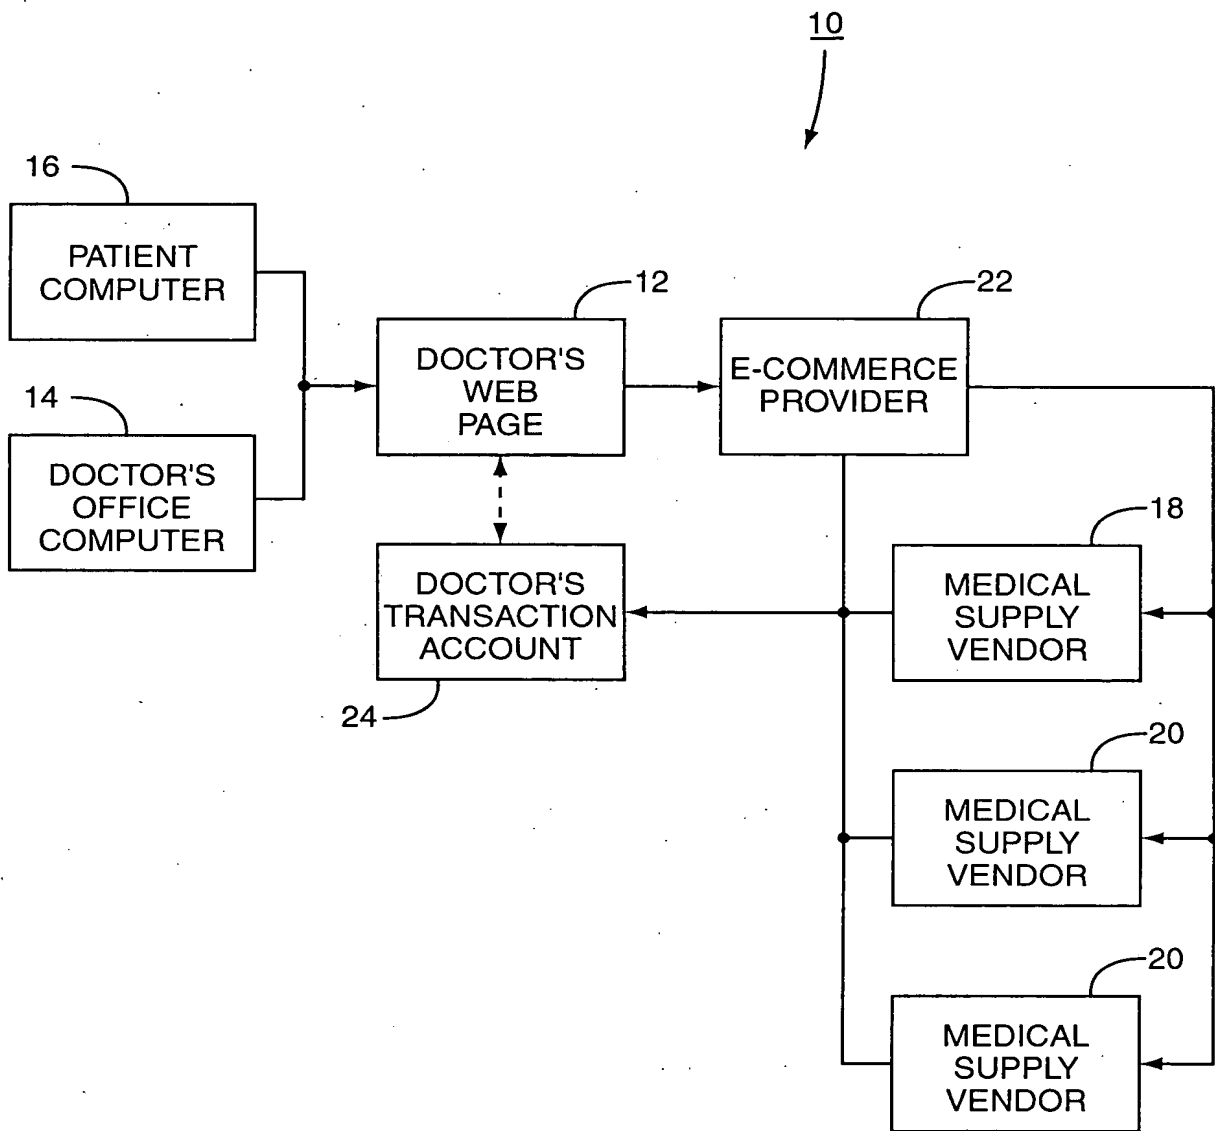 10
16
PATIENT
COMPUTER
12
22
DOCTOR'S
WEB
PAGE
E-COMMERCE
PROVIDER
14
DOCTOR'S
OFFICE
COMPUTER
18
DOCTOR'S
TRANSACTION
ACCOUNT
MEDICAL
SUPPLY
VENDOR
24
20
MEDICAL
SUPPLY
VENDOR
20
MEDICAL
SUPPLY
VENDOR